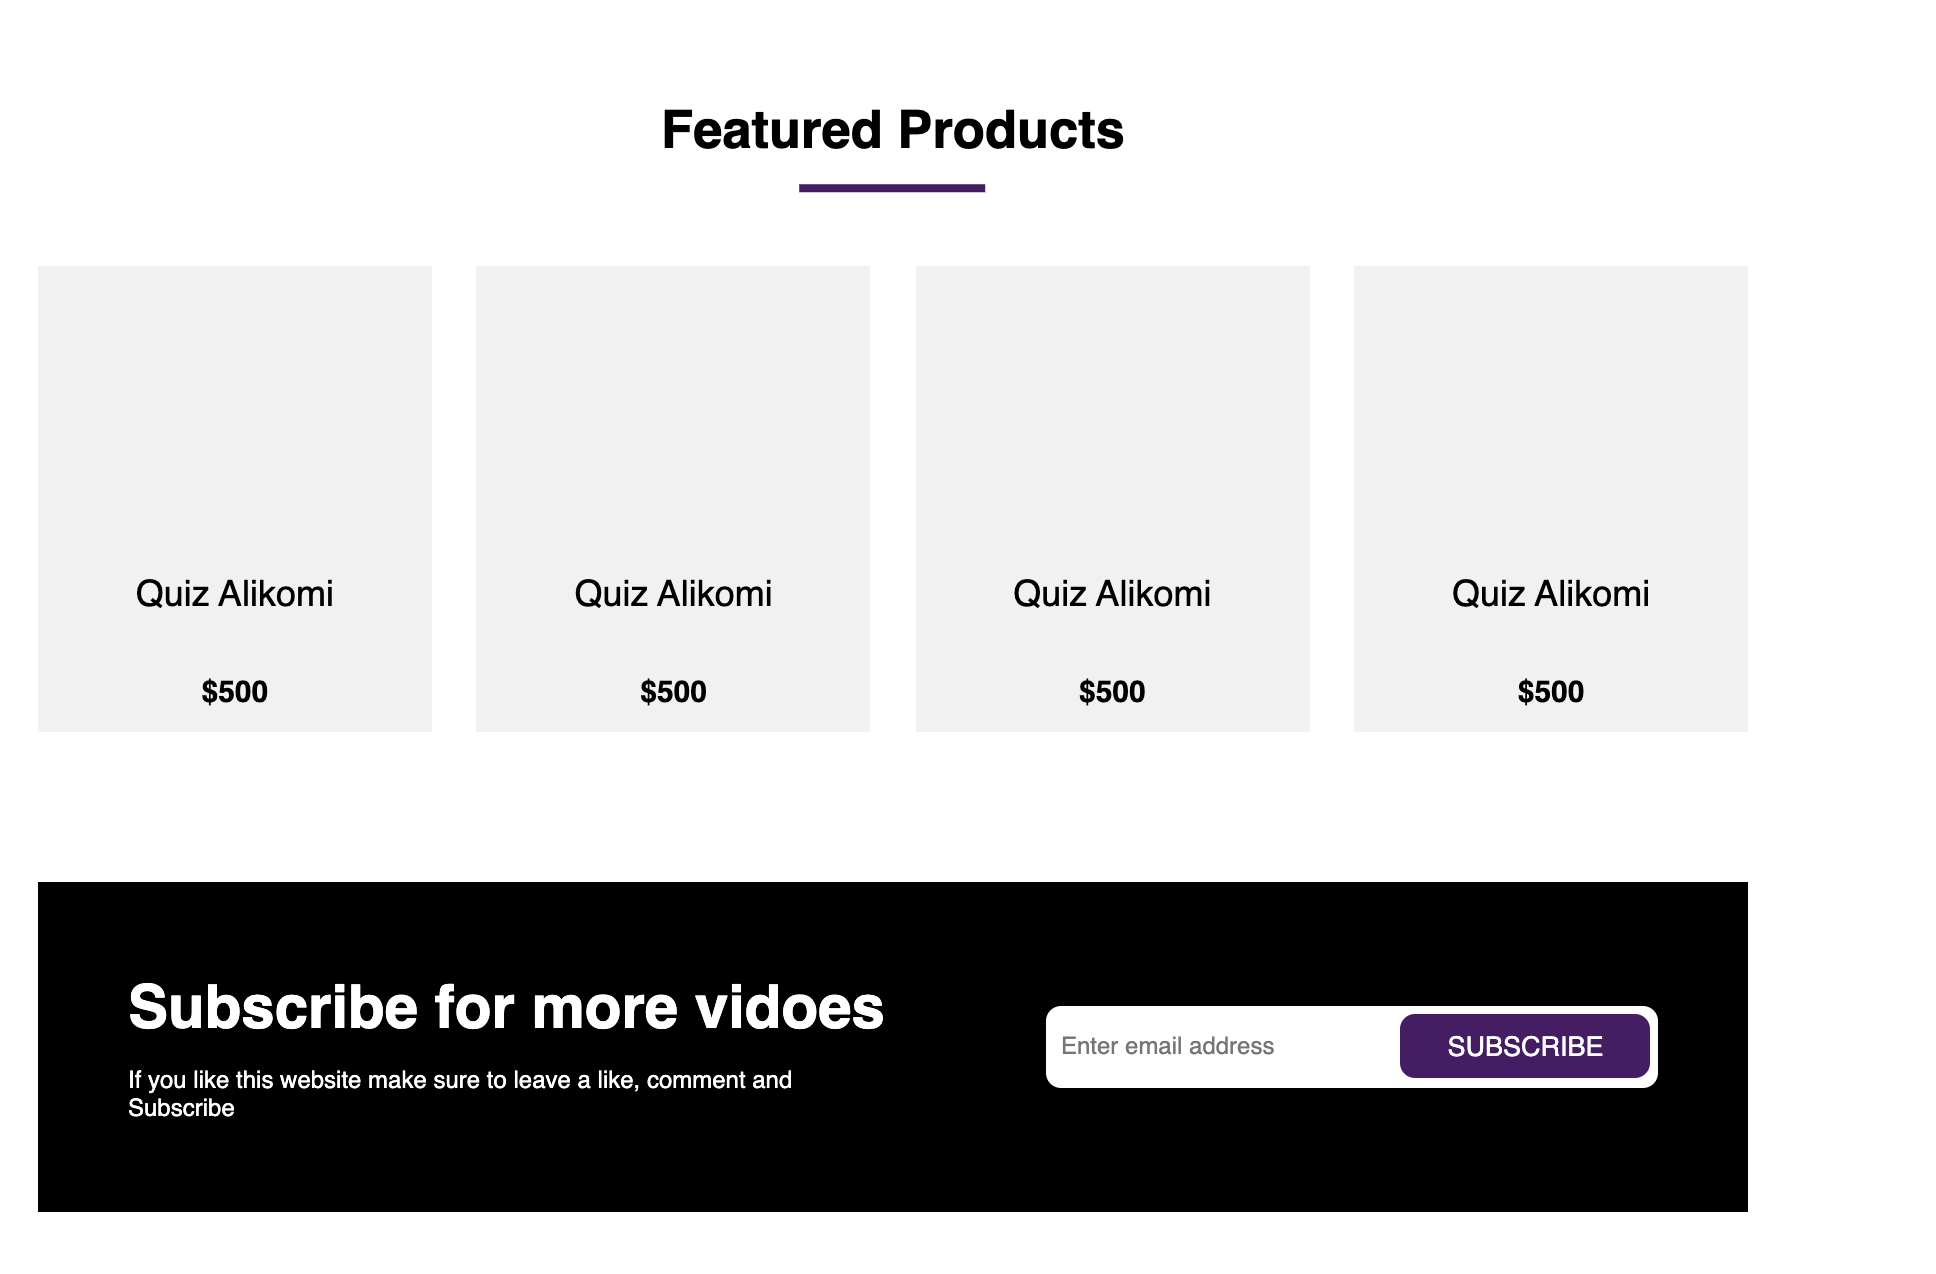 Featured Products
Quiz Alikomi
$500
Quiz Alikomi
$500
Quiz Alikomi
$500
Quiz Alikomi
$500
Subscribe for more vidoes
If you like this website make sure to leave a like, comment and
Subscribe
Enter email address
SUBSCRIBE